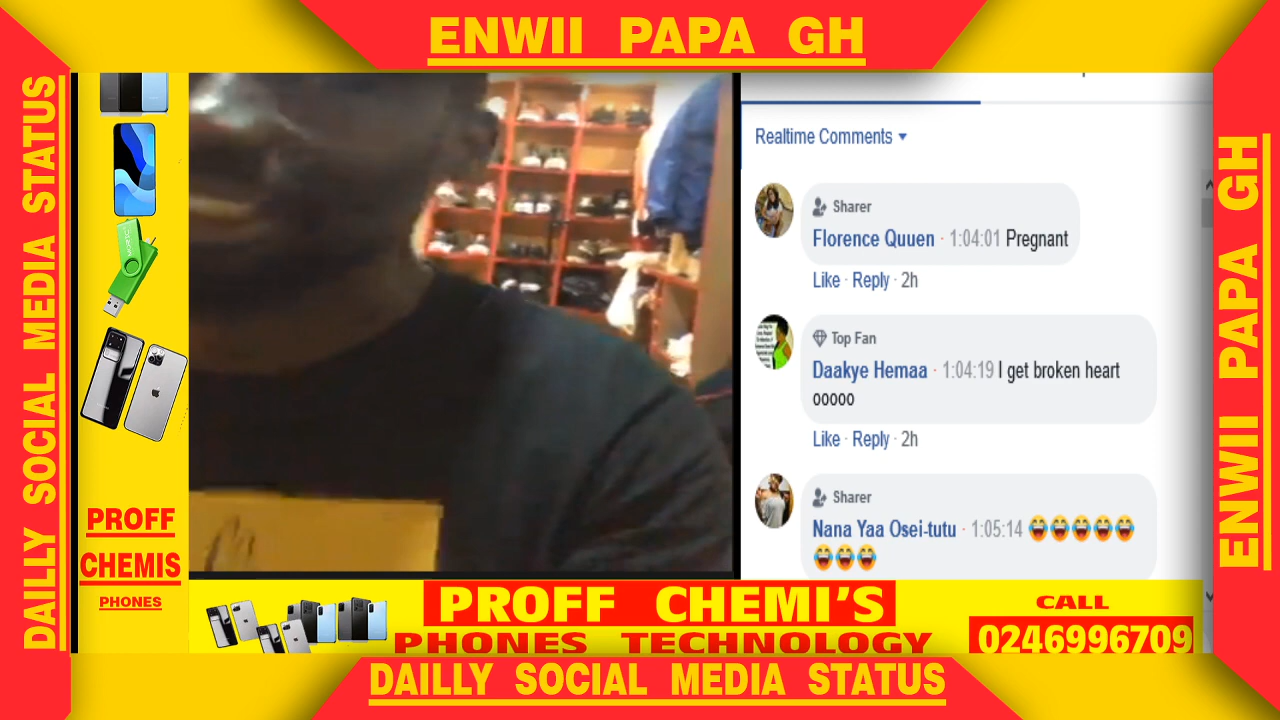 ENWII PAPA GH
DAILLY SOCIAL MEDIA STATUS
PROFF
CHEMIS
PHONES
Realtime Comments
Sharer
Florence Quuen · 1:04:01 Pregnant
Like · Reply · 2h
Top Fan
Daakye Hemaa · 1:04:19 I get broken heart
ooooo
Like · Reply · 2h
Sharer
Nana Yaa Osei-tutu · 1:05:14 😂😂😂😂😂
😂😂😂
ENWII PAPA GH
PROFF CHEMI'S
PHONES TECHNOLOGY
CALL
0246996709
DAILLY SOCIAL MEDIA STATUS